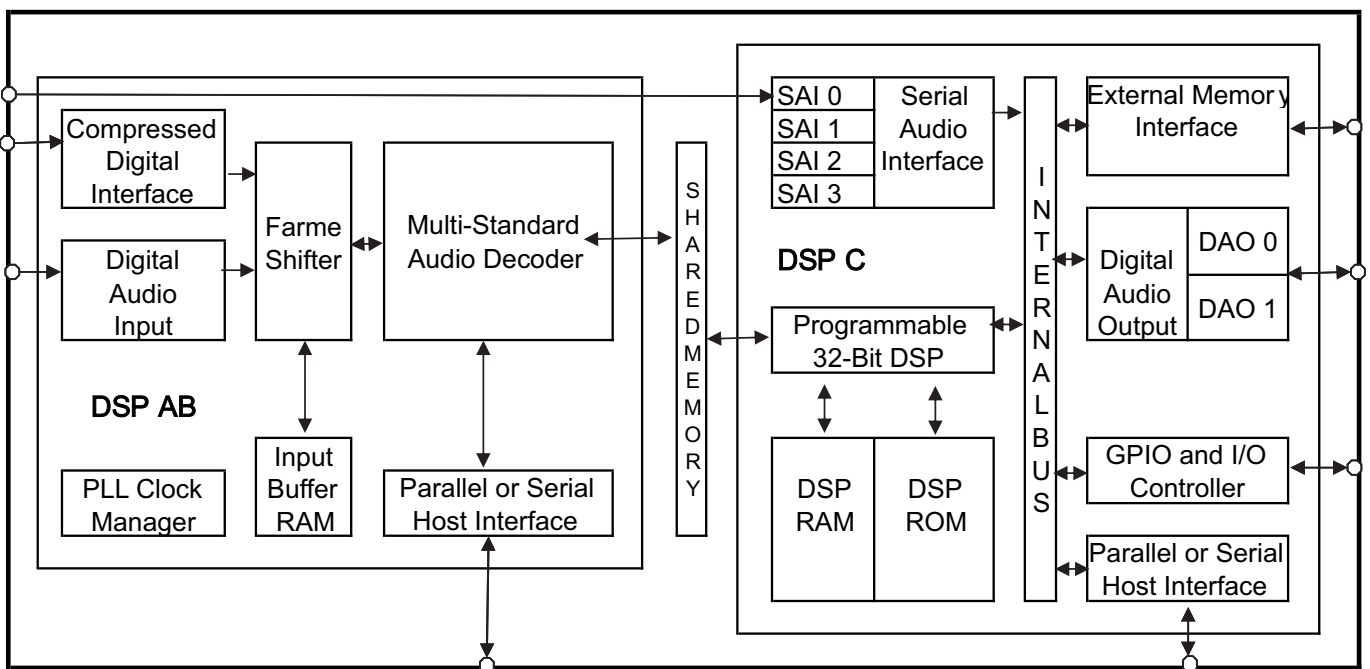 Compressed
Digital
Interface
Digital
Audio
Input
Farme
Shifter
Multi-Standard
Audio Decoder
DSP AB
PLL Clock
Manager
Input
Buffer
RAM
Parallel or Serial
Host Interface
SHAREDMEMORY
SAI 0
SAI 1
SAI 2
SAI 3
Serial
Audio
Interface
DSP C
Programmable
32-Bit DSP
DSP
RAM
DSP
ROM
INTERNALBUS
External Memory
Interface
Digital
Audio
Output
DAO 0
DAO 1
GPIO and I/O
Controller
Parallel or Serial
Host Interface